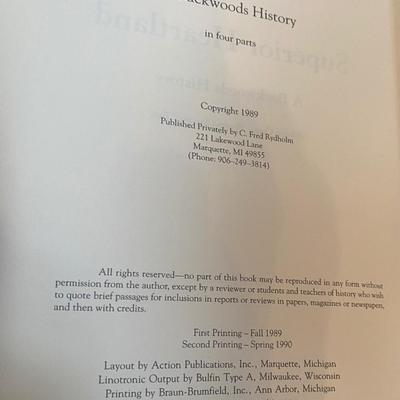 Backwoods History
in four parts
Copyright 1989
Published Privately by C. Fred Rydholm
221 Lakewood Lane
Marquette, MI 49855
(Phone: 906-249-3814)
All rights reserved—no part of this book may be reproduced in any form without
permission from the author, except by a reviewer or students and teachers of history who wish
to quote brief passages for inclusions in reports or reviews in papers, magazines or newspapers,
and then with credits.
First Printing – Fall 1989
Second Printing – Spring 1990
Layout by Action Publications, Inc., Marquette, Michigan
Linotronic Output by Bulfin Type A, Milwaukee, Wisconsin
Printing by Braun-Brumfield, Inc., Ann Arbor, Michigan